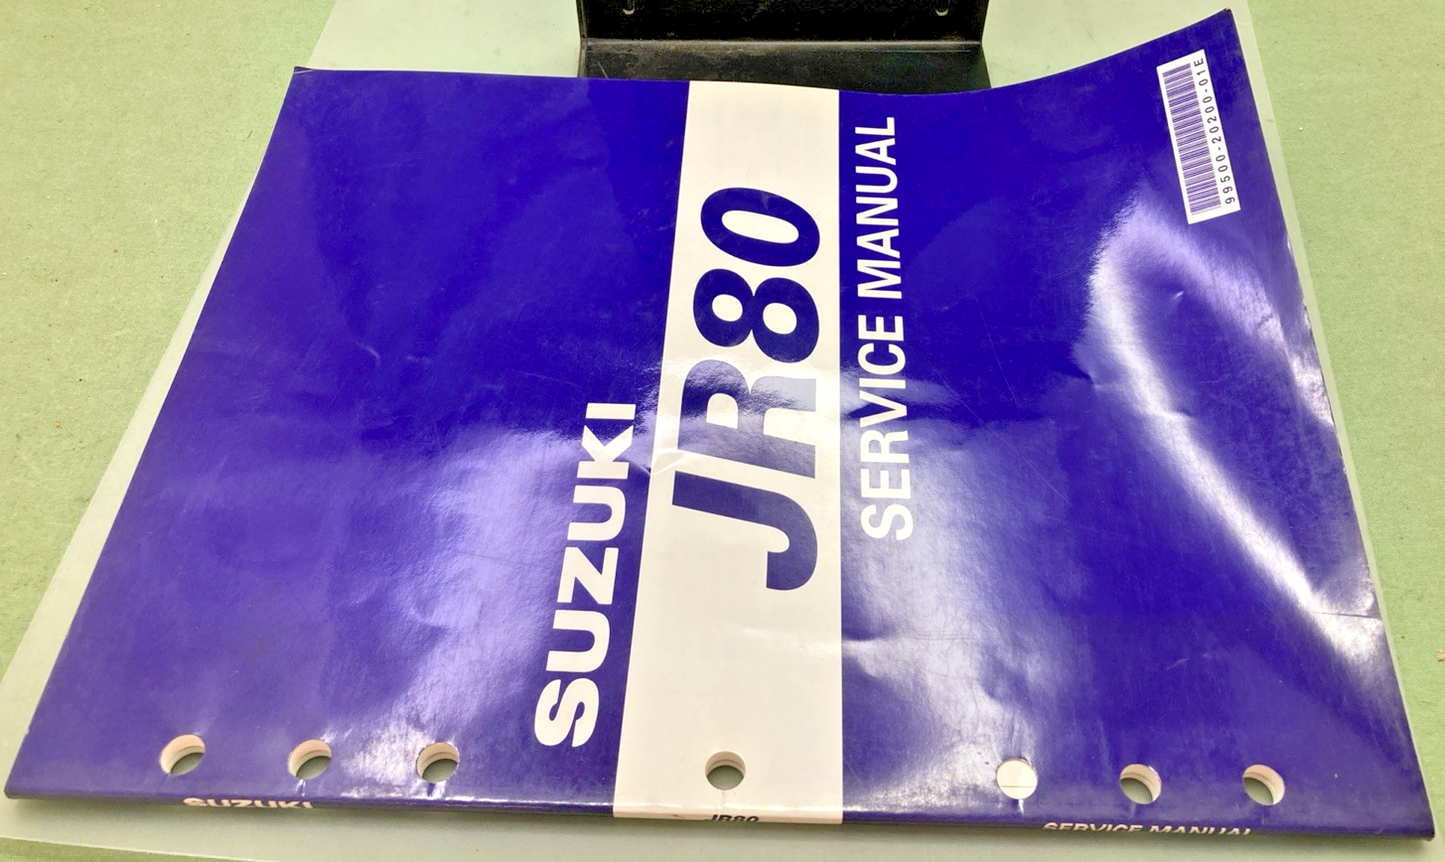 SUZUKI
JR80
SERVICE MANUAL
99500-20200-01E
SUZUKI
JR80
SERVICE MANUAL